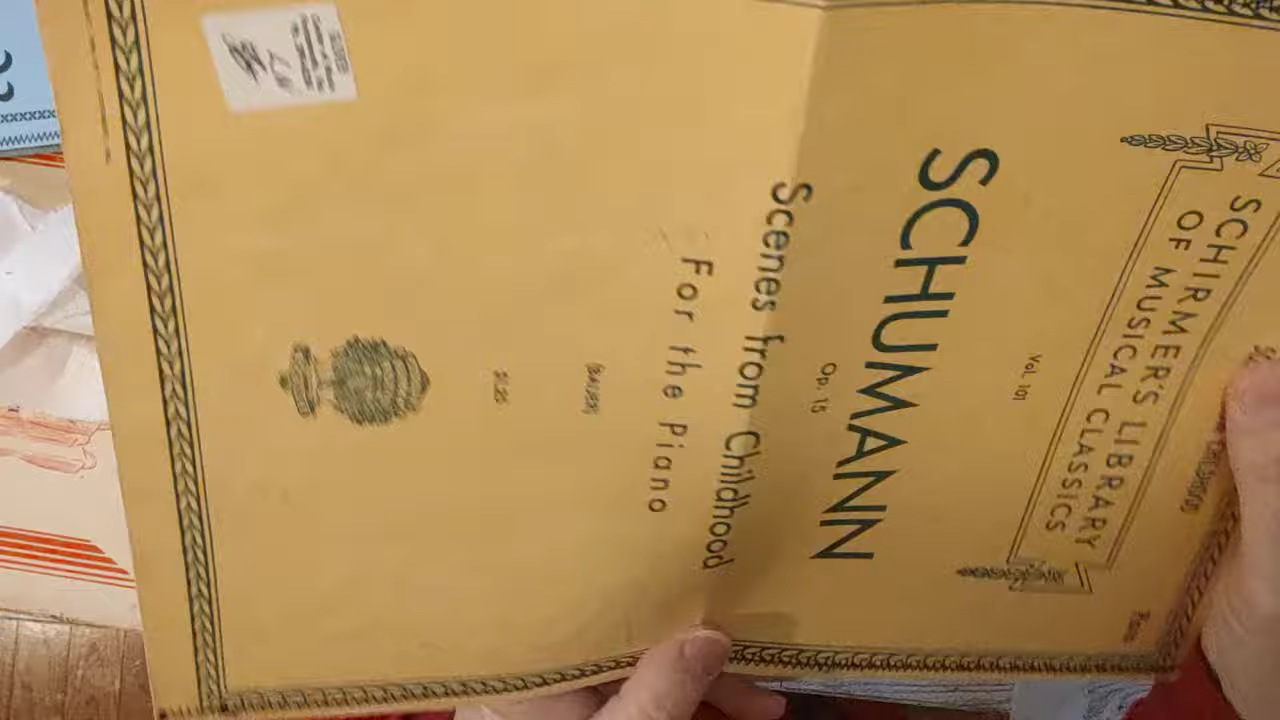 SCHIRMER'S LIBRARY
OF MUSICAL CLASSICS
Vol. 101
SCHUMANN
Op. 15
Scenes from Childhood
For the Piano